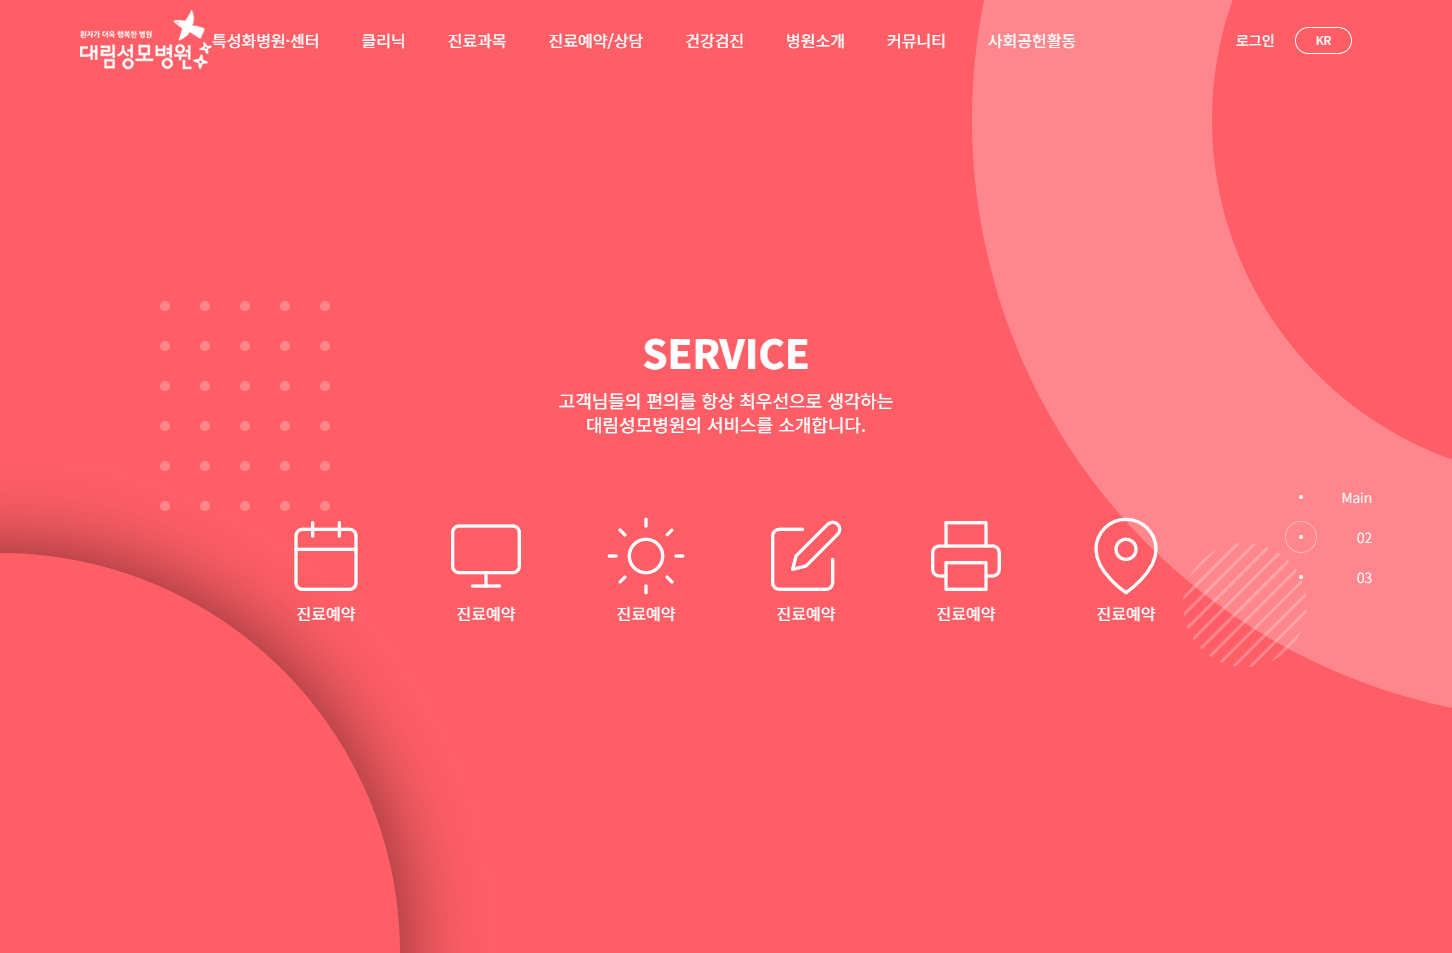 환자가 더욱 행복한 병원
대림성모병원
특성화병원·센터 클리닉 진료과목 진료예약/상담 건강검진 병원소개 커뮤니티 사회공헌활동 로그인 KR
SERVICE
고객님들의 편의를 항상 최우선으로 생각하는
대림성모병원의 서비스를 소개합니다.
Main
02
03
진료예약 진료예약 진료예약 진료예약 진료예약 진료예약